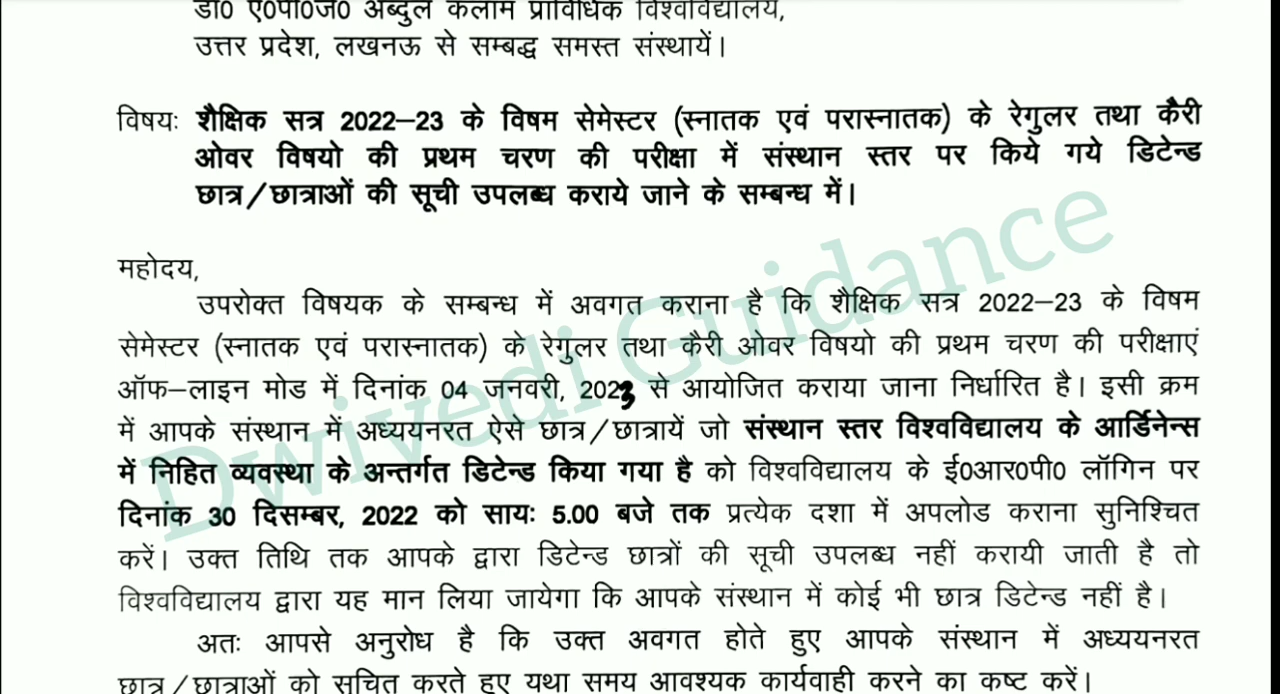 डा0 ए0पी0जे0 अब्दुल कलाम प्राविधिक विश्वविद्यालय,
उत्तर प्रदेश, लखनऊ से सम्बद्ध समस्त संस्थायें।
विषयः शैक्षिक सत्र 2022–23 के विषम सेमेस्टर (स्नातक एवं परास्नातक) के रेगुलर तथा कैरी
ओवर विषयो की प्रथम चरण की परीक्षा में संस्थान स्तर पर किये गये डिटेन्ड
छात्र/छात्राओं की सूची उपलब्ध कराये जाने के सम्बन्ध में।
महोदय,
उपरोक्त विषयक के सम्बन्ध में अवगत कराना है कि शैक्षिक सत्र 2022–23 के विषम
सेमेस्टर (स्नातक एवं परास्नातक) के रेगुलर तथा कैरी ओवर विषयो की प्रथम चरण की परीक्षाएं
ऑफ–लाइन मोड में दिनांक 04 जनवरी, 2023 से आयोजित कराया जाना निर्धारित है। इसी क्रम
में आपके संस्थान में अध्ययनरत ऐसे छात्र/छात्रायें जो संस्थान स्तर विश्वविद्यालय के आर्डिनेन्स
में निहित व्यवस्था के अन्तर्गत डिटेन्ड किया गया है को विश्वविद्यालय के ई0आर0पी0 लॉगिन पर
दिनांक 30 दिसम्बर, 2022 को सायः 5.00 बजे तक प्रत्येक दशा में अपलोड कराना सुनिश्चित
करें। उक्त तिथि तक आपके द्वारा डिटेन्ड छात्रों की सूची उपलब्ध नहीं करायी जाती है तो
विश्वविद्यालय द्वारा यह मान लिया जायेगा कि आपके संस्थान में कोई भी छात्र डिटेन्ड नहीं है।
अतः आपसे अनुरोध है कि उक्त अवगत होते हुए आपके संस्थान में अध्ययनरत
छात्र/छात्राओं को सूचित करते हुए यथा समय आवश्यक कार्यवाही करने का कष्ट करें।
Dwivedi Guidance